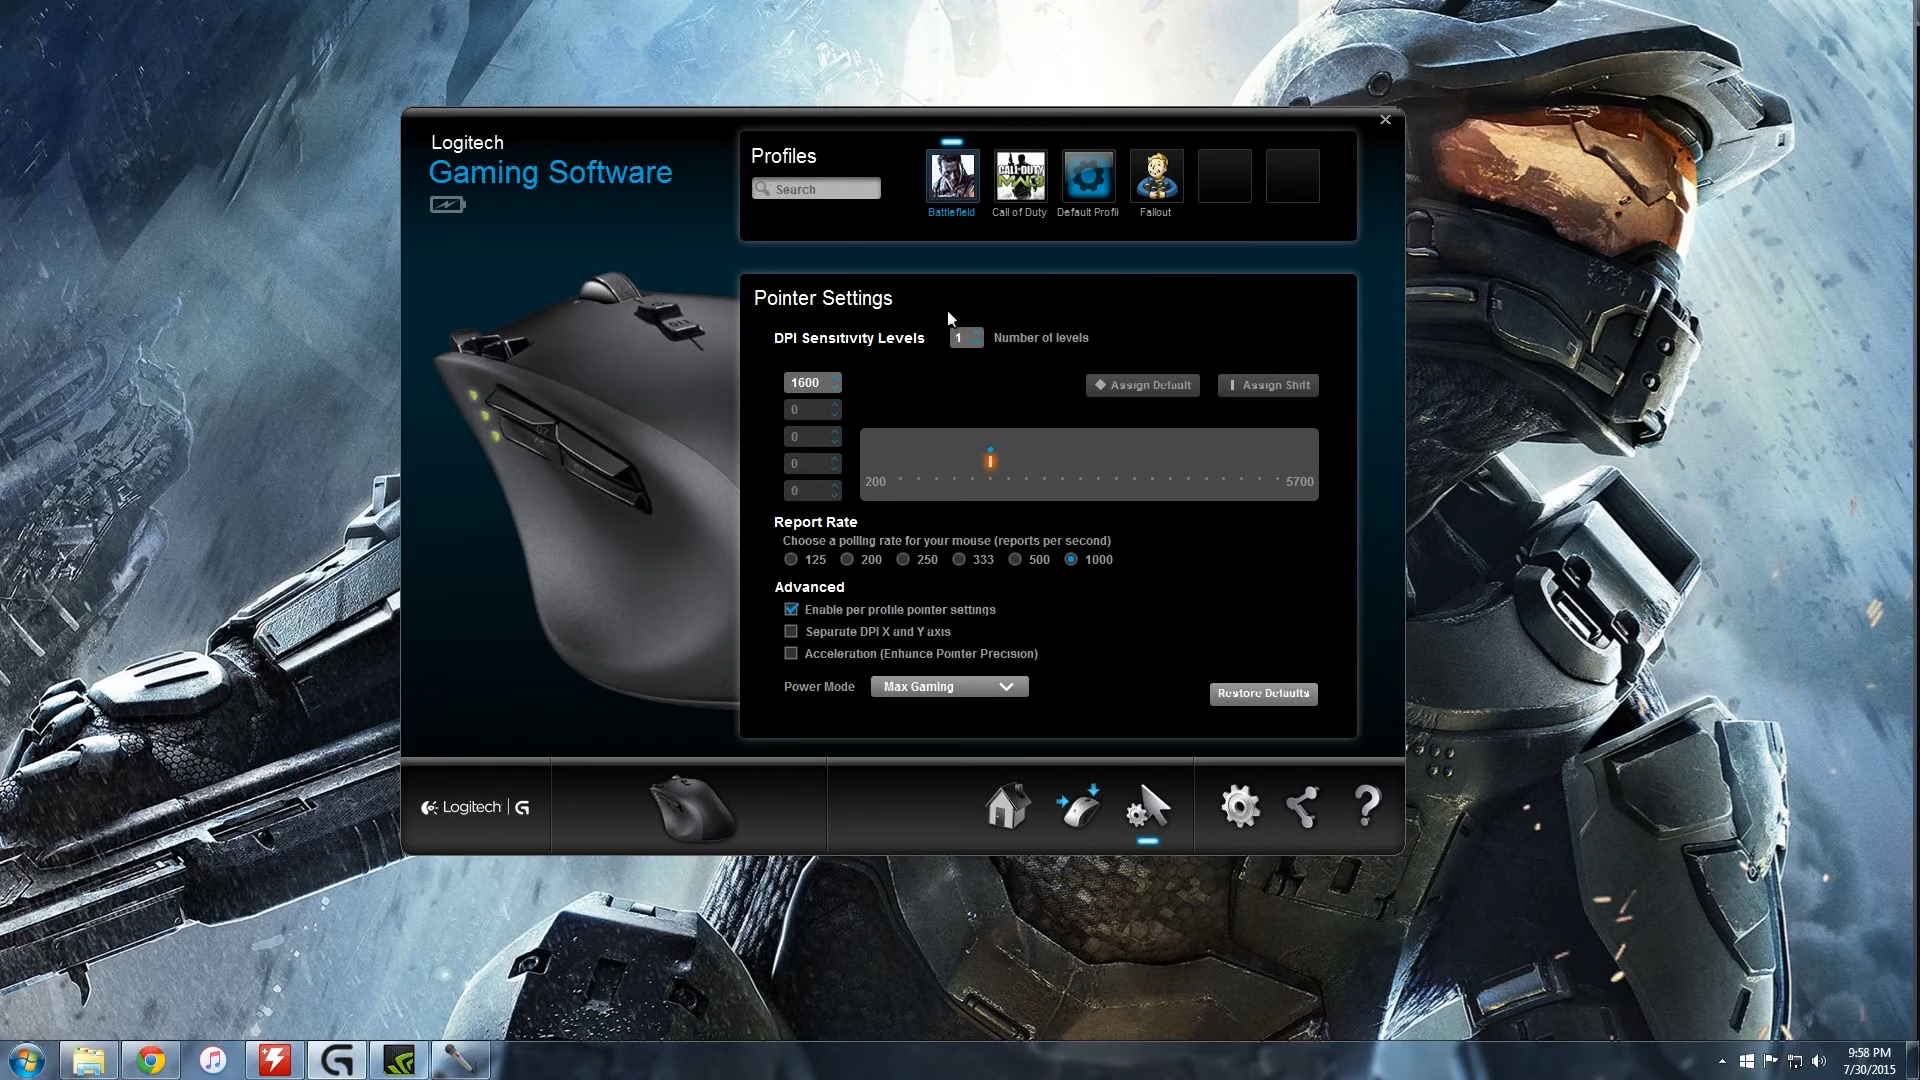 Logitech
Gaming Software
Profiles
Search
CALL OF DUTY
MW3
Battlefield
Call of Duty
Default Profil
Fallout
Pointer Settings
DPI Sensitivity Levels
1
Number of levels
1600
Assign Default
Assign Shift
0
0
0
0
200
5700
Report Rate
Choose a polling rate for your mouse (reports per second)
125
200
250
333
500
1000
Advanced
Enable per profile pointer settings
Separate DPI X and Y axis
Acceleration (Enhance Pointer Precision)
Power Mode
Max Gaming
Restore Defaults
Logitech
G
?
9:58 PM
7/30/2015